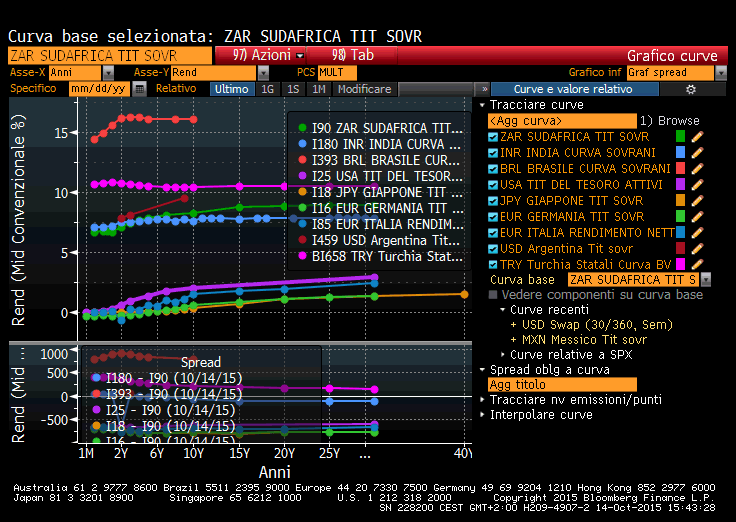 Curva base selezionata: ZAR SUDAFRICA TIT SOVR
ZAR SUDAFRICA TIT SOVR 97) Azioni 98) Tab Grafico curve
Asse-X Anni Asse-Y Rend PCS MULT Grafico inf Graf spread
Specifico mm/dd/yy Relativo Ultimo 1G 1S 1M Modificare » Curve e valore relativo
Rend (Mid Convenzionale %)
15
10
5
0
I90 ZAR SUDAFRICA TIT...
I180 INR INDIA CURVA ...
I393 BRL BRASILE CUR...
I25 USA TIT DEL TESOR...
I18 JPY GIAPPONE TIT ...
I16 EUR GERMANIA TIT ...
I85 EUR ITALIA RENDIM...
I459 USD Argentina Tit...
BI658 TRY Turchia Stat...
Tracciare curve
<Agg curva> 1) Browse
ZAR SUDAFRICA TIT SOVR
INR INDIA CURVA SOVRANI
BRL BRASILE CURVE SOVRANI
USA TIT DEL TESORO ATTIVI
JPY GIAPPONE TIT SOVR
EUR GERMANIA TIT SOVR
EUR ITALIA RENDIMENTO NETT
USD Argentina Tit sovr
TRY Turchia Statali Curva BV
Curva base ZAR SUDAFRICA TIT S
Vedere componenti su curva base
Curve recenti
+ USD Swap (30/360, Sem)
+ MXN Messico Tit sovr
Curve relative a SPX
Spread oblg a curva
Agg titolo
Tracciare nv emissioni/punti
Interpolare curve
Rend (Mid
1000
500
0
-500
Spread
I180 - I90 (10/14/15)
I393 - I90 (10/14/15)
I25 - I90 (10/14/15)
I18 - I90 (10/14/15)
I16 - I90 (10/14/15)
1M 2Y 6Y 10Y 15Y 20Y 25Y ... 40Y
Anni
Australia 61 2 9777 8600 Brazil 5511 2395 9000 Europe 44 20 7330 7500 Germany 49 69 9204 1210 Hong Kong 852 2977 6000
Japan 81 3 3201 8900 Singapore 65 6212 1000 U.S. 1 212 318 2000 Copyright 2015 Bloomberg Finance L.P.
SN 228200 CEST GMT+2:00 H209-4907-2 14-Oct-2015 15:43:28